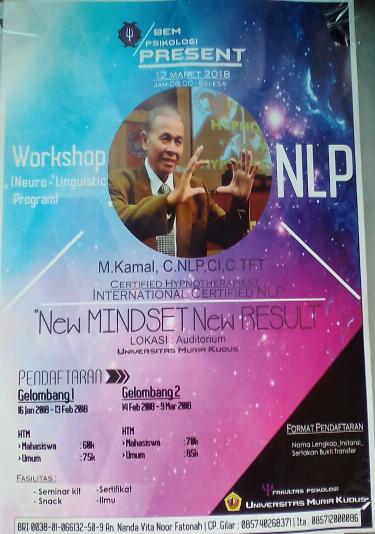 BEM
PSIKOLOGI
PRESENT
12 MARET 2018
JAM 08.00 - SELESAI
Workshop
(Neuro - Linguistic
Program)
NLP
M.Kamal, C.NLP,CI,C.TFT
CERTIFIED HYPNOTHERAPIEST
INTERNATIONAL CERTIFIED NLP
"New MINDSET New RESULT"
LOKASI : Auditorium
UNIVERSITAS MURIA KUDUS
PENDAFTARAN
Gelombang 1
16 Jan 2018 - 13 Feb 2018
HTM
> Mahasiswa : 60k
> Umum : 75k
Gelombang 2
14 Feb 2018 - 9 Mar 2018
HTM
> Mahasiswa : 70k
> Umum : 85k
FASILITAS :
- Seminar kit
- Snack
-Sertifikat
-Ilmu
FORMAT PENDAFTARAN
Nama Lengkap_Instansi_
Sertakan Bukti Transfer
FAKULTAS PSIKOLOGI
UNIVERSITAS MURIA KUDUS
BRI 0038-01-066132-50-9 An. Nanda Vita Noor Fatonah | CP. Gilar : 085740268371 | Ita : 085712000086